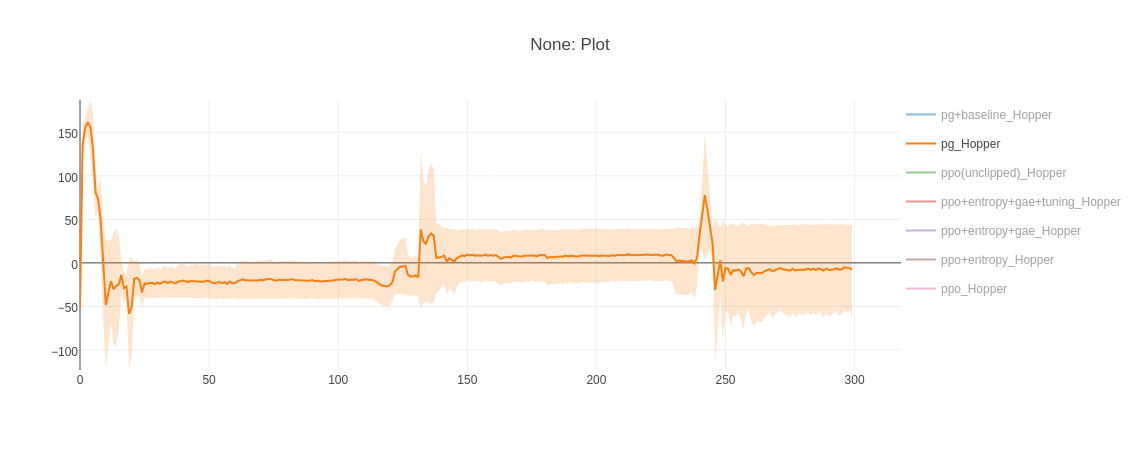 None: Plot
150
100
50
0
−50
−100
0
50
100
150
200
250
300
pg+baseline_Hopper
pg_Hopper
ppo(unclipped)_Hopper
ppo+entropy+gae+tuning_Hopper
ppo+entropy+gae_Hopper
ppo+entropy_Hopper
ppo_Hopper